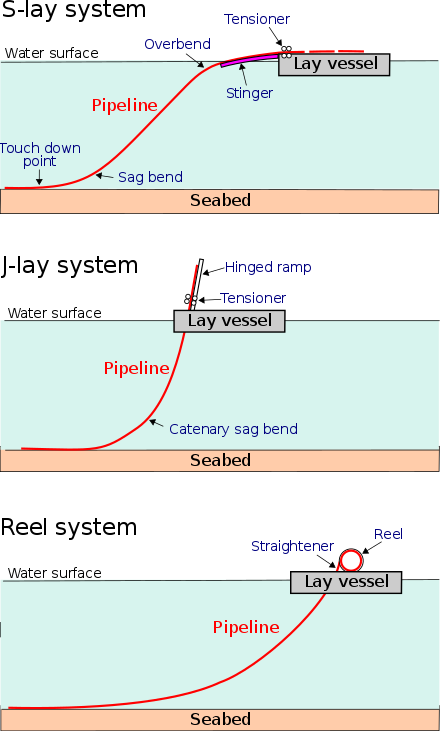 S-lay system
Tensioner
Overbend
Water surface
Lay vessel
Stinger
Pipeline
Touch down
point
Sag bend
Seabed
J-lay system
Hinged ramp
Tensioner
Water surface
Lay vessel
Pipeline
Catenary sag bend
Seabed
Reel system
Reel
Straightener
Water surface
Lay vessel
Pipeline
Seabed